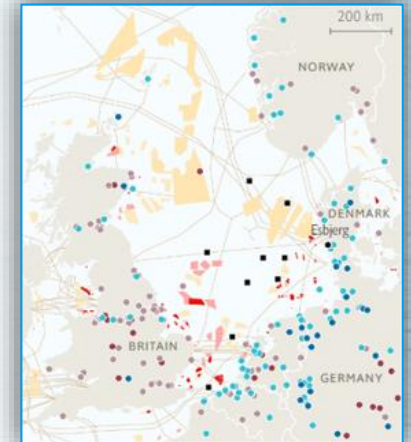 200 km
NORWAY
DENMARK
Esbjerg
BRITAIN
GERMANY